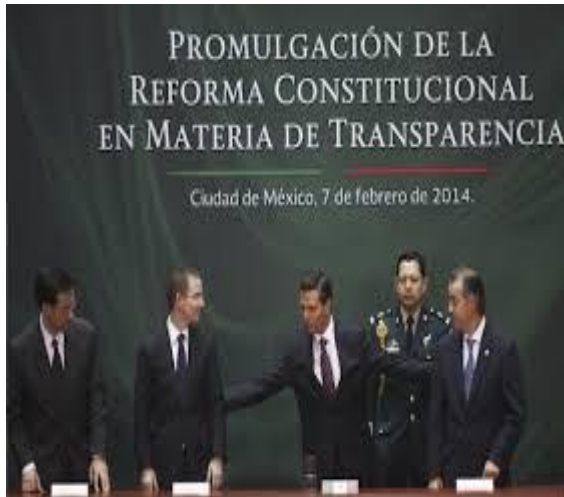 PROMULGACIÓN DE LA
REFORMA CONSTITUCIONAL
EN MATERIA DE TRANSPARENCIA
Ciudad de México, 7 de febrero de 2014.